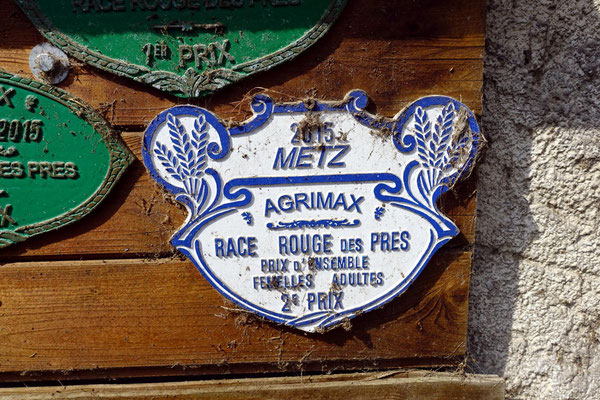 RACE ROUGE DES PRES
1ER PRIX
2015
DES PRES
2015
METZ
AGRIMAX
RACE ROUGE DES PRES
PRIX D'ENSEMBLE
FEMELLES ADULTES
2E PRIX